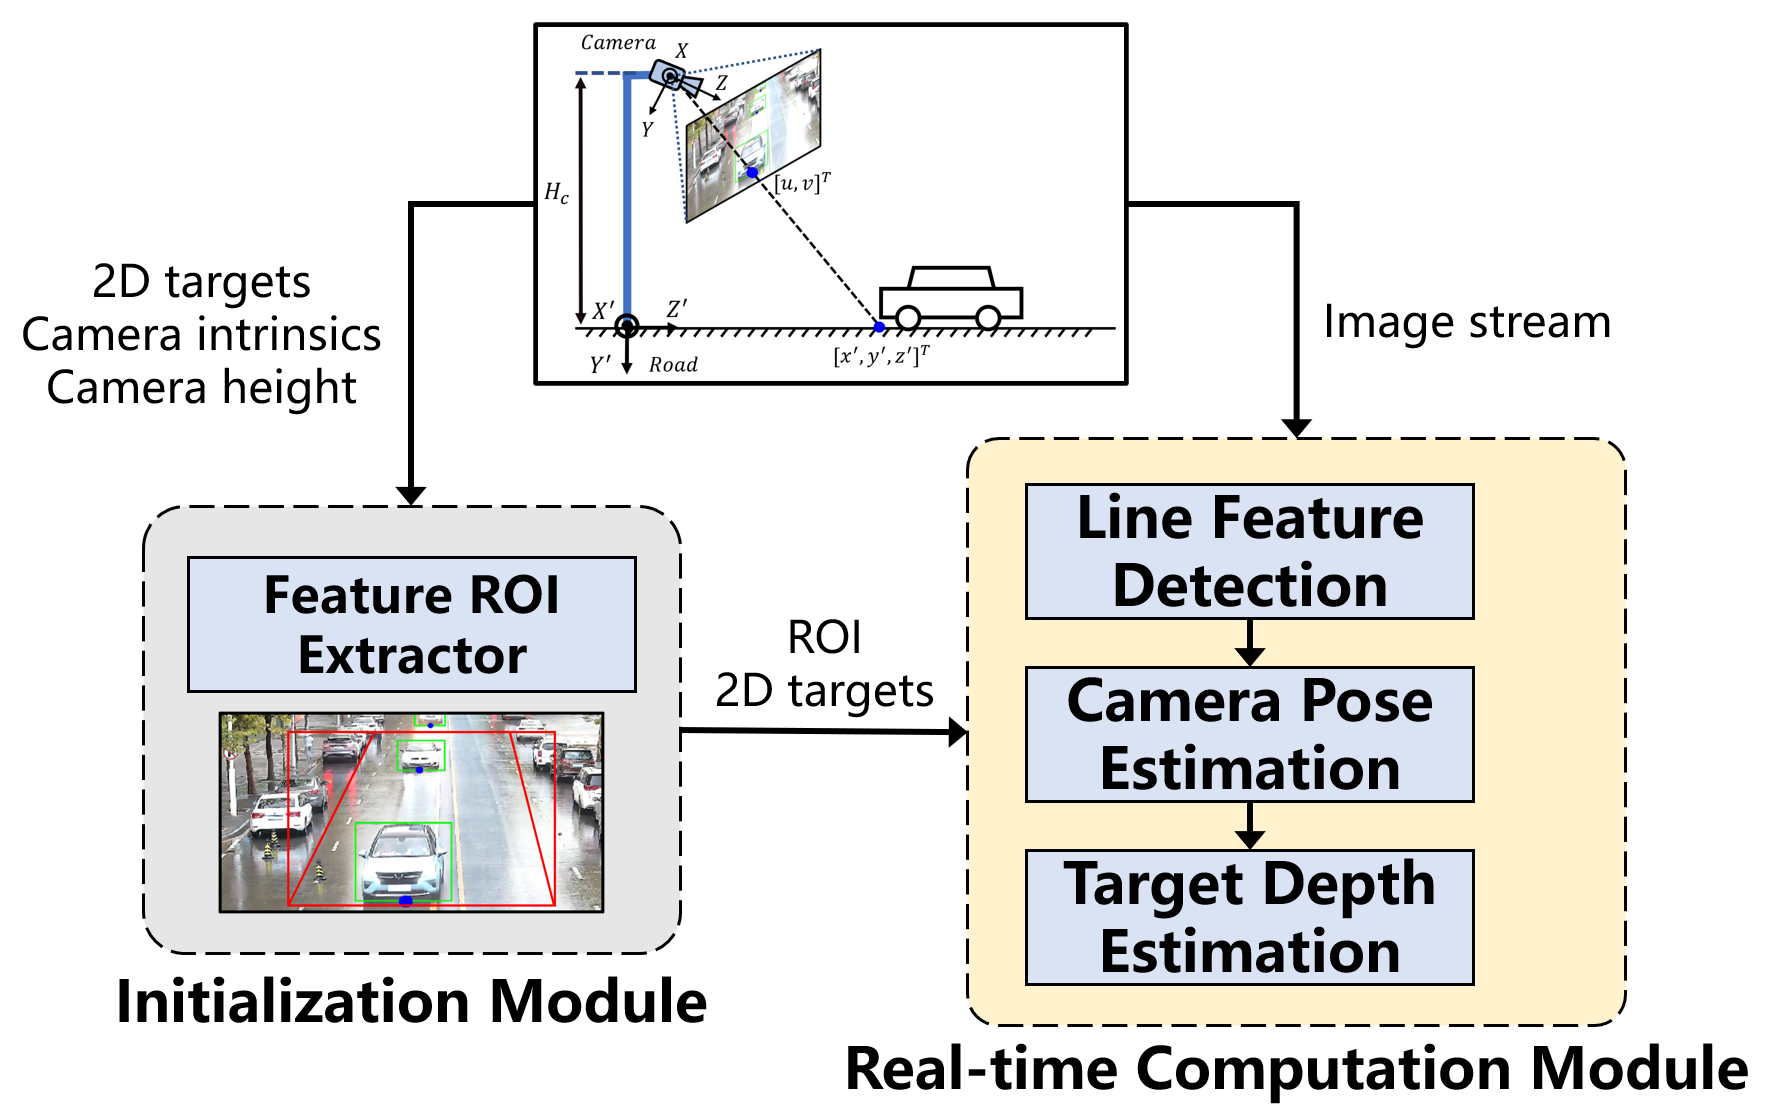 Camera
X
Z
Y
H_c
[u, v]^T
X′
Z′
Y′
Road
[x′, y′, z′]^T
2D targets
Camera intrinsics
Camera height
Image stream
Feature ROI
Extractor
Initialization Module
ROI
2D targets
Line Feature
Detection
Camera Pose
Estimation
Target Depth
Estimation
Real-time Computation Module